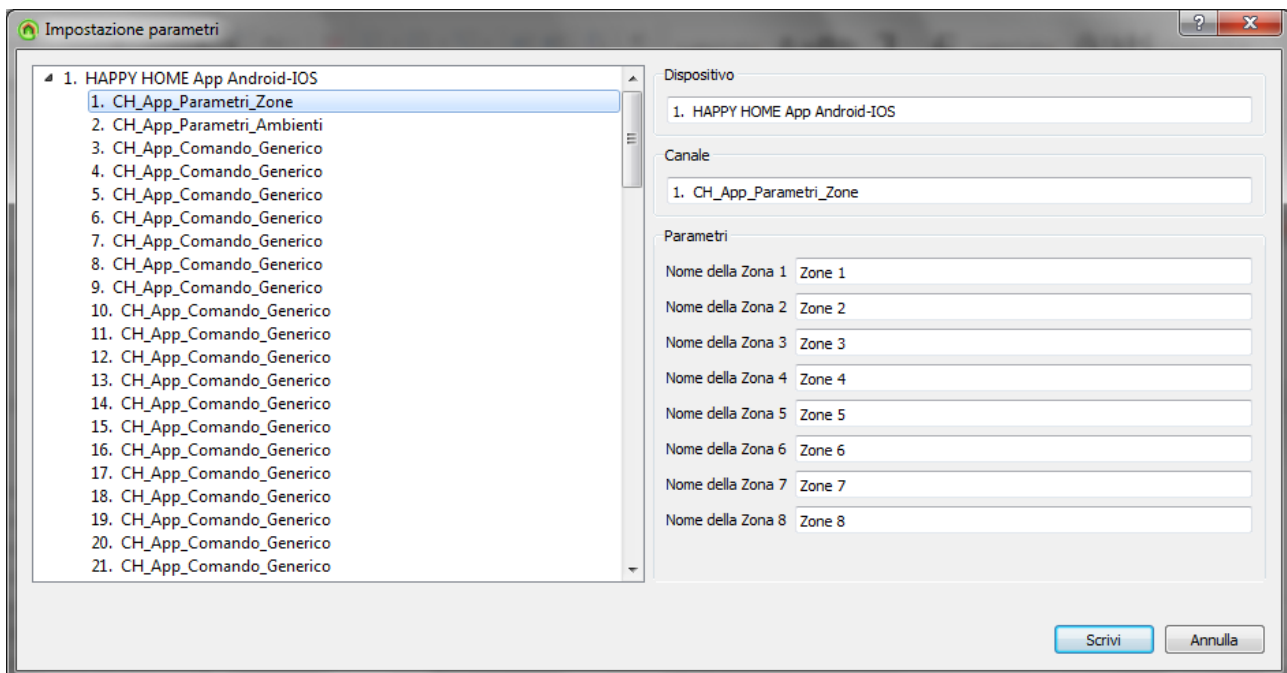 Impostazione parametri
1. HAPPY HOME App Android-IOS
1. CH_App_Parametri_Zone
2. CH_App_Parametri_Ambienti
3. CH_App_Comando_Generico
4. CH_App_Comando_Generico
5. CH_App_Comando_Generico
6. CH_App_Comando_Generico
7. CH_App_Comando_Generico
8. CH_App_Comando_Generico
9. CH_App_Comando_Generico
10. CH_App_Comando_Generico
11. CH_App_Comando_Generico
12. CH_App_Comando_Generico
13. CH_App_Comando_Generico
14. CH_App_Comando_Generico
15. CH_App_Comando_Generico
16. CH_App_Comando_Generico
17. CH_App_Comando_Generico
18. CH_App_Comando_Generico
19. CH_App_Comando_Generico
20. CH_App_Comando_Generico
21. CH_App_Comando_Generico
Dispositivo
1. HAPPY HOME App Android-IOS
Canale
1. CH_App_Parametri_Zone
Parametri
Nome della Zona 1 Zone 1
Nome della Zona 2 Zone 2
Nome della Zona 3 Zone 3
Nome della Zona 4 Zone 4
Nome della Zona 5 Zone 5
Nome della Zona 6 Zone 6
Nome della Zona 7 Zone 7
Nome della Zona 8 Zone 8
Scrivi Annulla